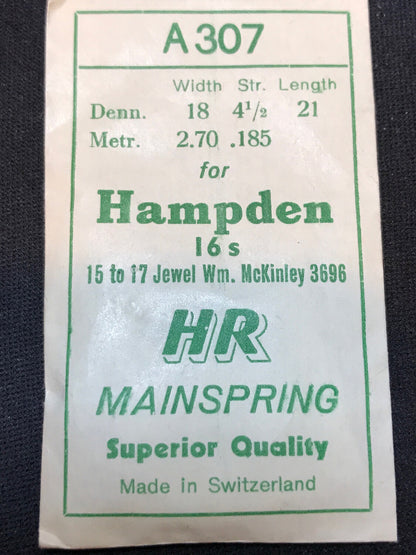 A307
Width Str. Length
Denn. 18 4½ 21
Metr. 2.70 .185
for
Hampden
16s
15 to 17 Jewel Wm. McKinley 3696
HR
MAINSPRING
Superior Quality
Made in Switzerland